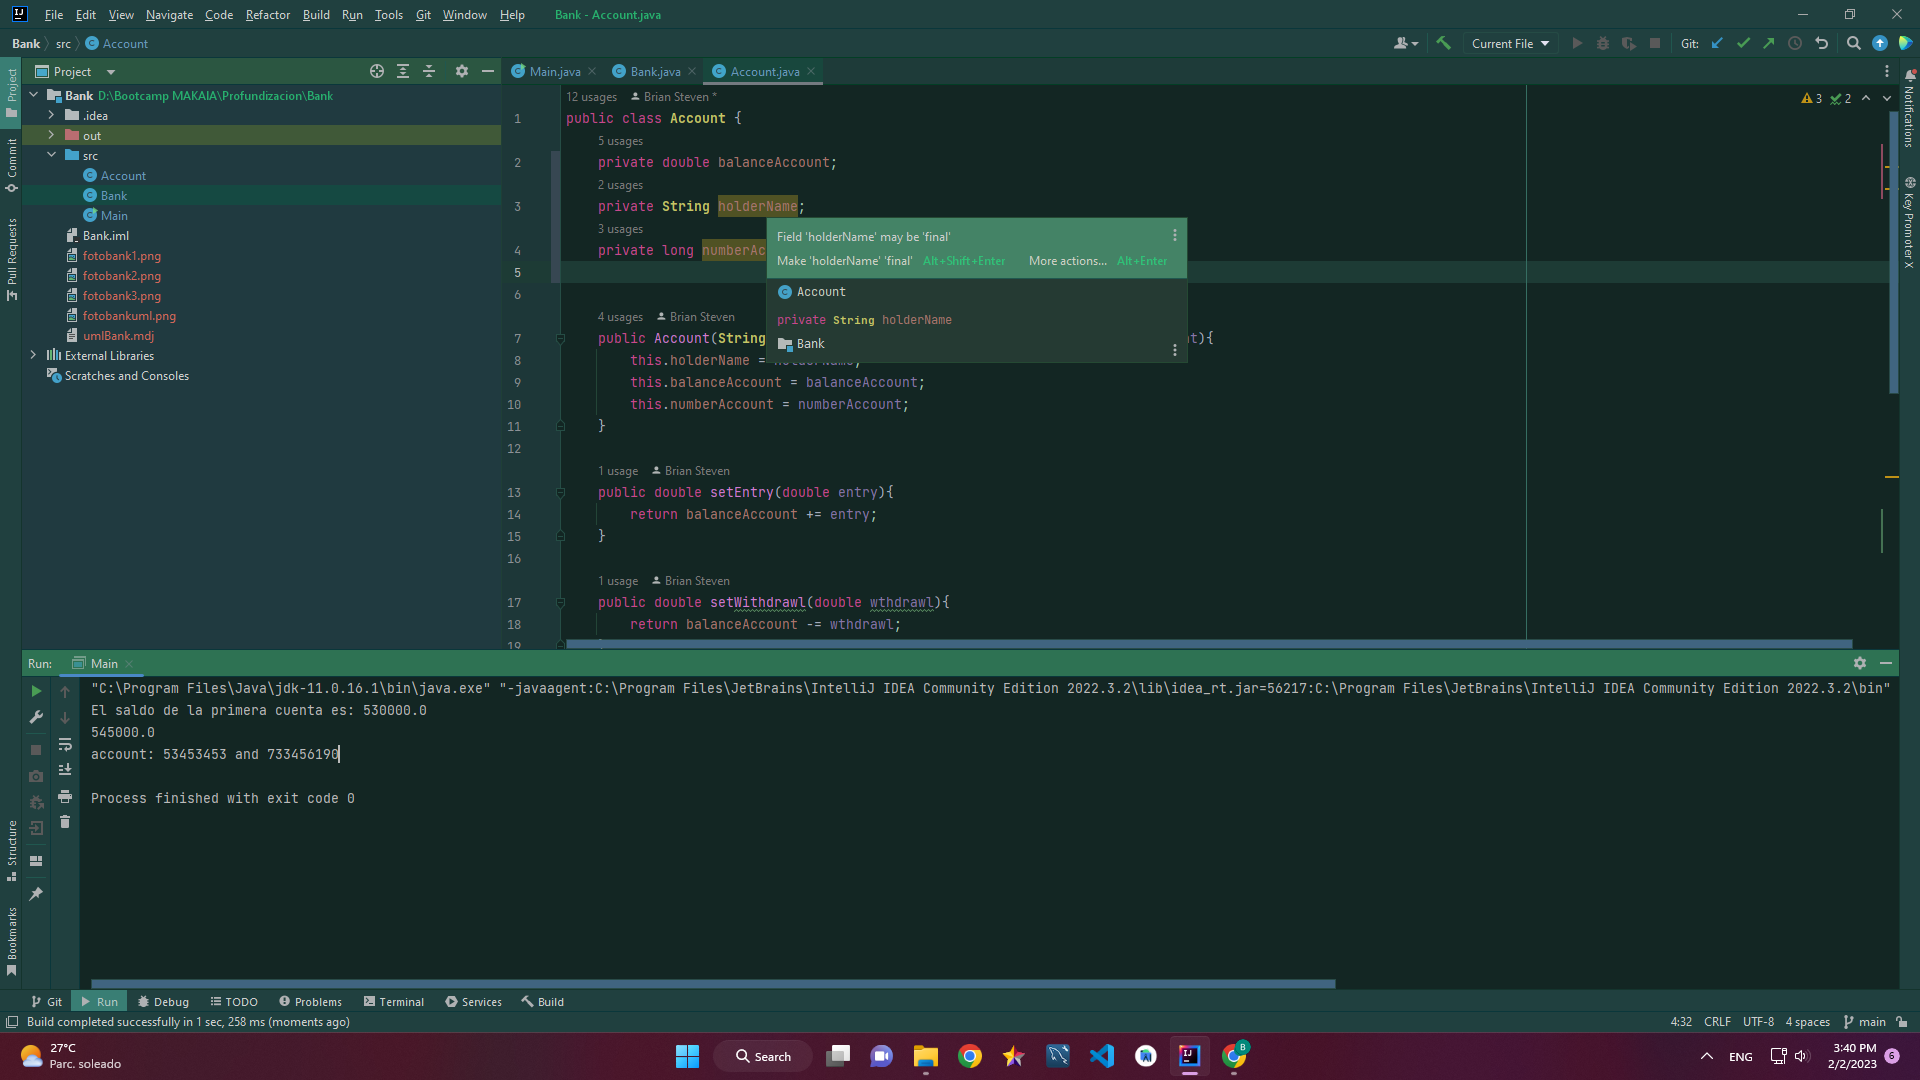 File Edit View Navigate Code Refactor Build Run Tools Git Window Help Bank - Account.java
Bank src Account
Current File Git:
Project
Main.java Bank.java Account.java
Project
Commit
Pull Requests
Structure
Bookmarks
Notifications
Key Promoter X
Bank D:\Bootcamp MAKAIA\Profundizacion\Bank
.idea
out
src
Account
Bank
Main
Bank.iml
fotobank1.png
fotobank2.png
fotobank3.png
fotobankuml.png
umlBank.mdj
External Libraries
Scratches and Consoles
12 usages Brian Steven *
3 2
1 public class Account {
5 usages
2 private double balanceAccount;
2 usages
3 private String holderName;
3 usages
4 private long numberAc
5
6
Field 'holderName' may be 'final'
Make 'holderName' 'final' Alt+Shift+Enter More actions... Alt+Enter
Account
private String holderName
Bank
4 usages Brian Steven
7 public Account(String nt){
8 this.holderName = holderName;
9 this.balanceAccount = balanceAccount;
10 this.numberAccount = numberAccount;
11 }
12
1 usage Brian Steven
13 public double setEntry(double entry){
14 return balanceAccount += entry;
15 }
16
1 usage Brian Steven
17 public double setWithdrawl(double wthdrawl){
18 return balanceAccount -= wthdrawl;
19
Run: Main
"C:\Program Files\Java\jdk-11.0.16.1\bin\java.exe" "-javaagent:C:\Program Files\JetBrains\IntelliJ IDEA Community Edition 2022.3.2\lib\idea_rt.jar=56217:C:\Program Files\JetBrains\IntelliJ IDEA Community Edition 2022.3.2\bin"
El saldo de la primera cuenta es: 530000.0
545000.0
account: 53453453 and 733456190
Process finished with exit code 0
Git Run Debug TODO Problems Terminal Services Build
Build completed successfully in 1 sec, 258 ms (moments ago)
4:32 CRLF UTF-8 4 spaces main
27°C
Parc. soleado
Search
B
ENG
3:40 PM
2/2/2023
6